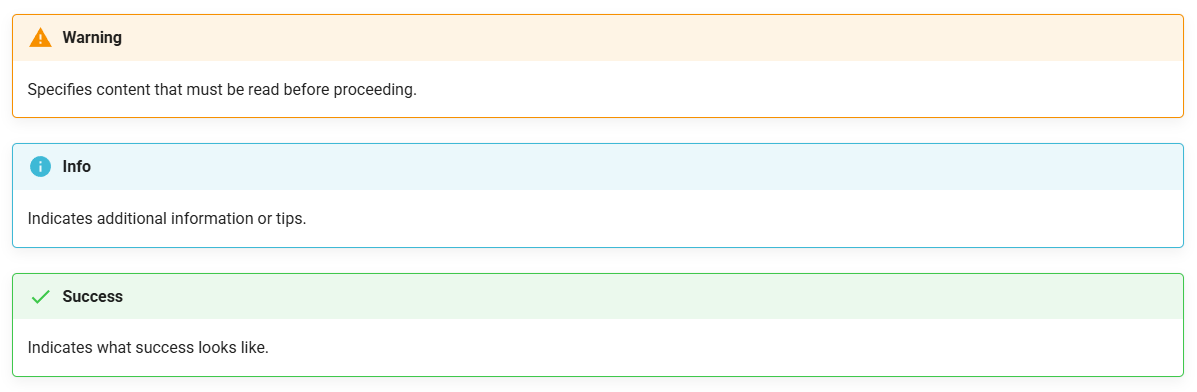 Warning
Specifies content that must be read before proceeding.
Info
Indicates additional information or tips.
Success
Indicates what success looks like.